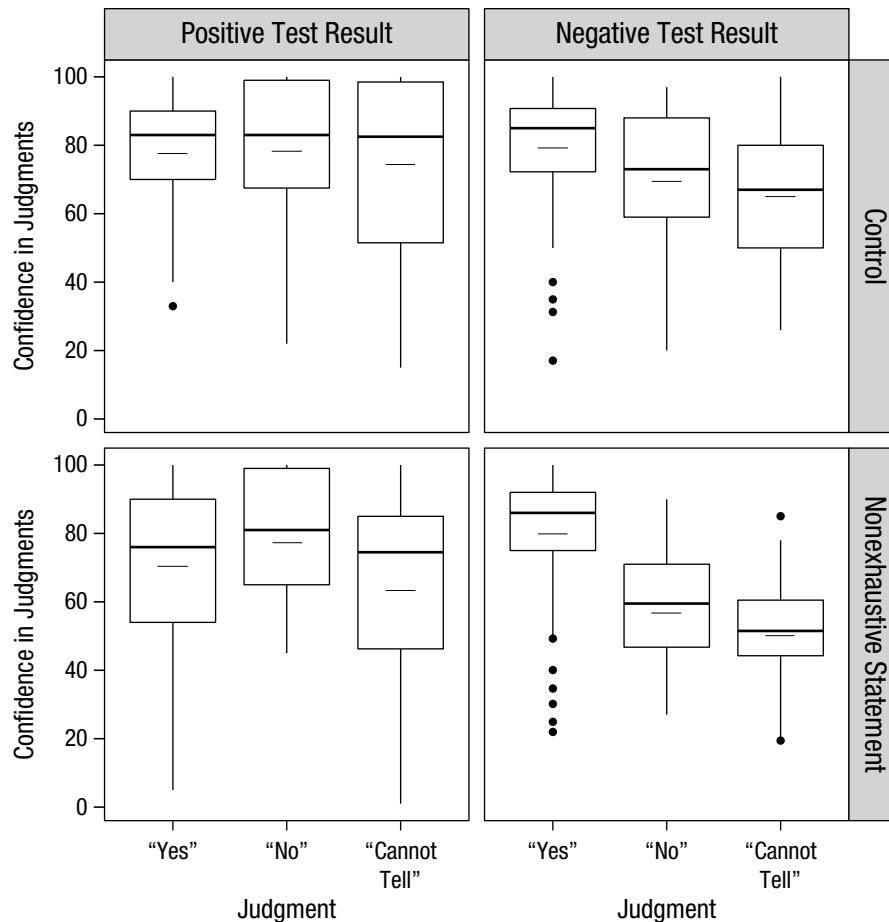 Positive Test Result
Negative Test Result
Confidence in Judgments
100
80
60
40
20
0
Control
Confidence in Judgments
100
80
60
40
20
0
Nonexhaustive Statement
“Yes”
“No”
“Cannot
Tell”
“Yes”
“No”
“Cannot
Tell”
Judgment
Judgment